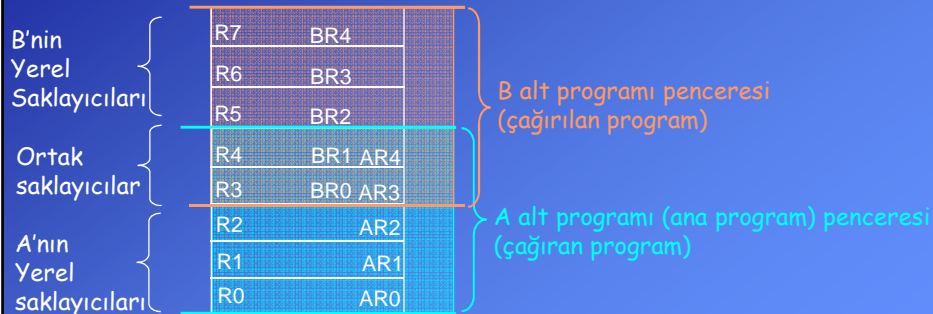 B’nin
Yerel
Saklayıcıları
Ortak
saklayıcılar
A’nın
Yerel
saklayıcıları
R7 BR4
R6 BR3
R5 BR2
R4 BR1 AR4
R3 BR0 AR3
R2 AR2
R1 AR1
R0 AR0
B alt programı penceresi
(çağırılan program)
A alt programı (ana program) penceresi
(çağıran program)